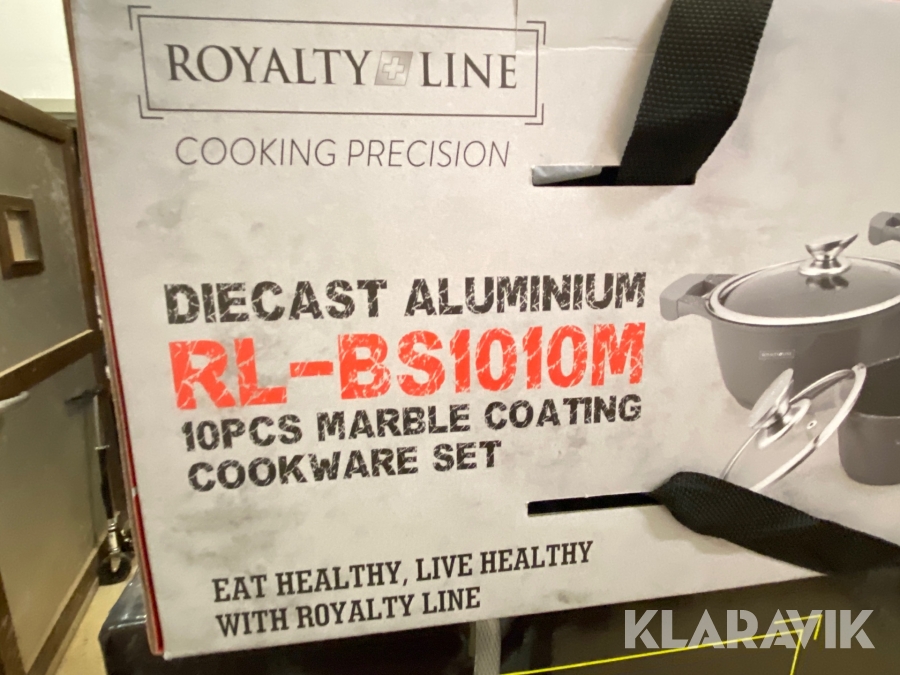 ROYALTY LINE
COOKING PRECISION
DIECAST ALUMINIUM
RL-BS1010M
10PCS MARBLE COATING
COOKWARE SET
EAT HEALTHY, LIVE HEALTHY
WITH ROYALTY LINE
KLARAVIK